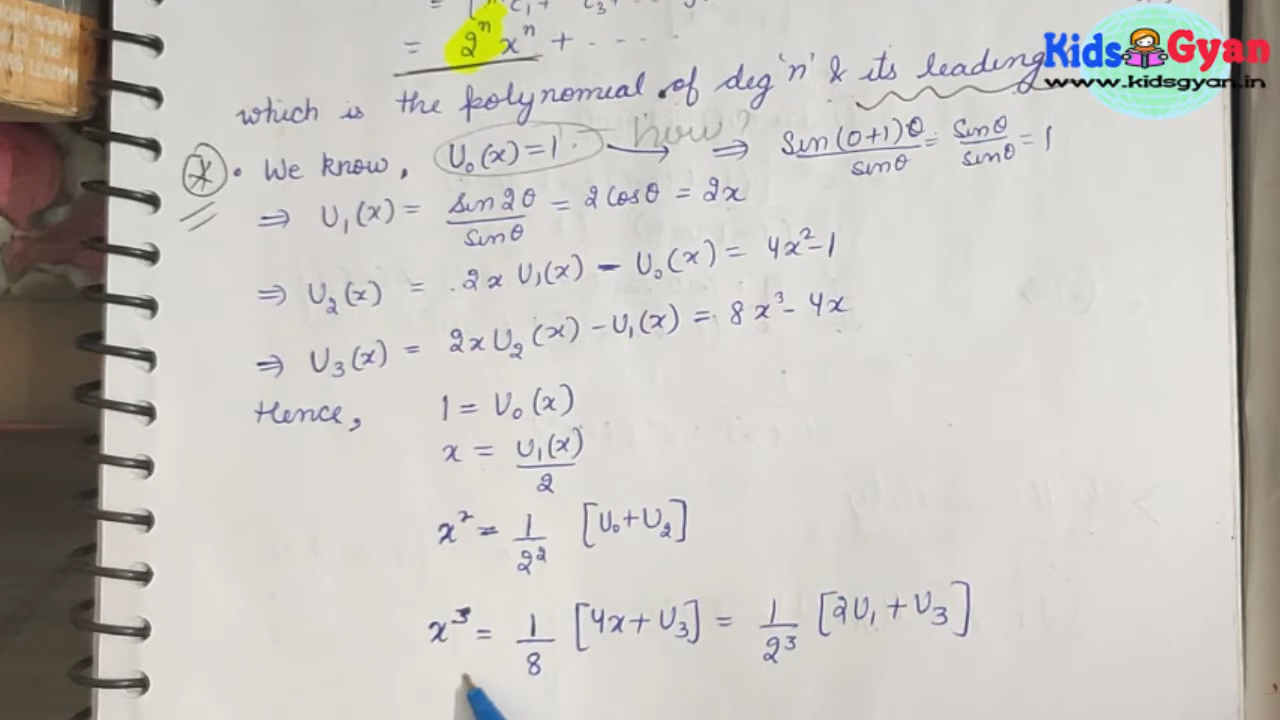 = 2ⁿ xⁿ + ....
which is the polynomial of deg 'n' & its leading
Kids Gyan
www.kidsgyan.in
* • We know, U₀(x) = 1 → how? ⇒ sin(0+1)θ/sinθ = sinθ/sinθ = 1
⇒ U₁(x) = sin2θ/sinθ = 2cosθ = 2x
⇒ U₂(x) = 2x U₁(x) - U₀(x) = 4x² - 1
⇒ U₃(x) = 2x U₂(x) - U₁(x) = 8x³ - 4x
Hence, 1 = U₀(x)
x = U₁(x)/2
x² = 1/2² [U₀ + U₂]
x³ = 1/8 [4x + U₃] = 1/2³ [2U₁ + U₃]